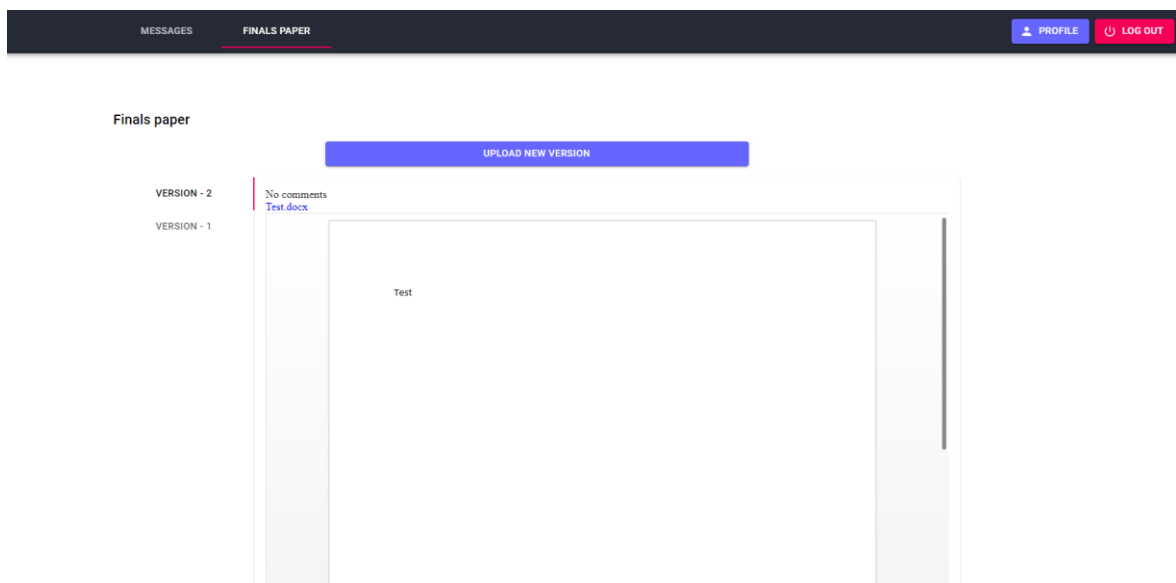 MESSAGES FINALS PAPER PROFILE LOG OUT
Finals paper
UPLOAD NEW VERSION
VERSION - 2
No comments
Test.docx
VERSION - 1
Test